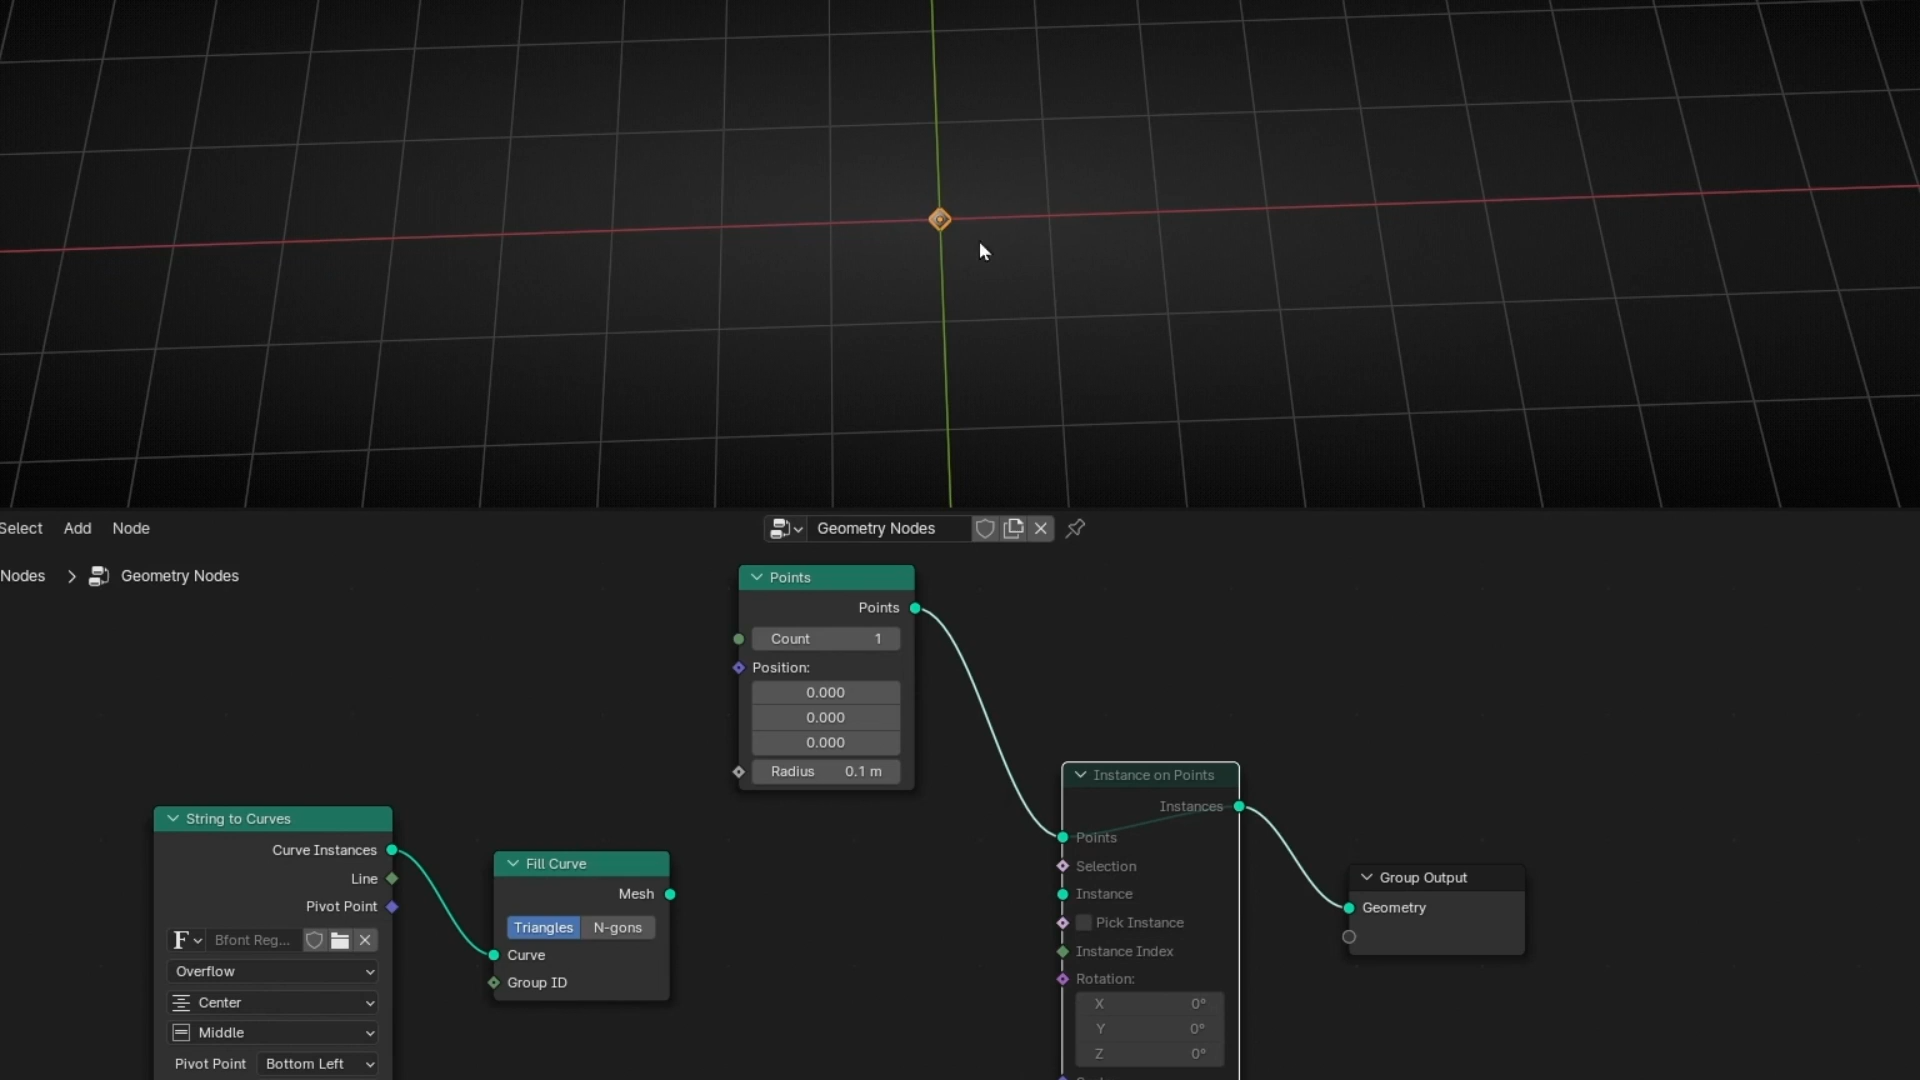 Select Add Node
Geometry Nodes
Nodes > Geometry Nodes
Points
Points
Count 1
Position:
0.000
0.000
0.000
Radius 0.1 m
String to Curves
Curve Instances
Line
Pivot Point
F Bfont Reg...
Overflow
Center
Middle
Pivot Point Bottom Left
Fill Curve
Mesh
Triangles N-gons
Curve
Group ID
Instance on Points
Instances
Points
Selection
Instance
Pick Instance
Instance Index
Rotation:
X 0°
Y 0°
Z 0°
Group Output
Geometry